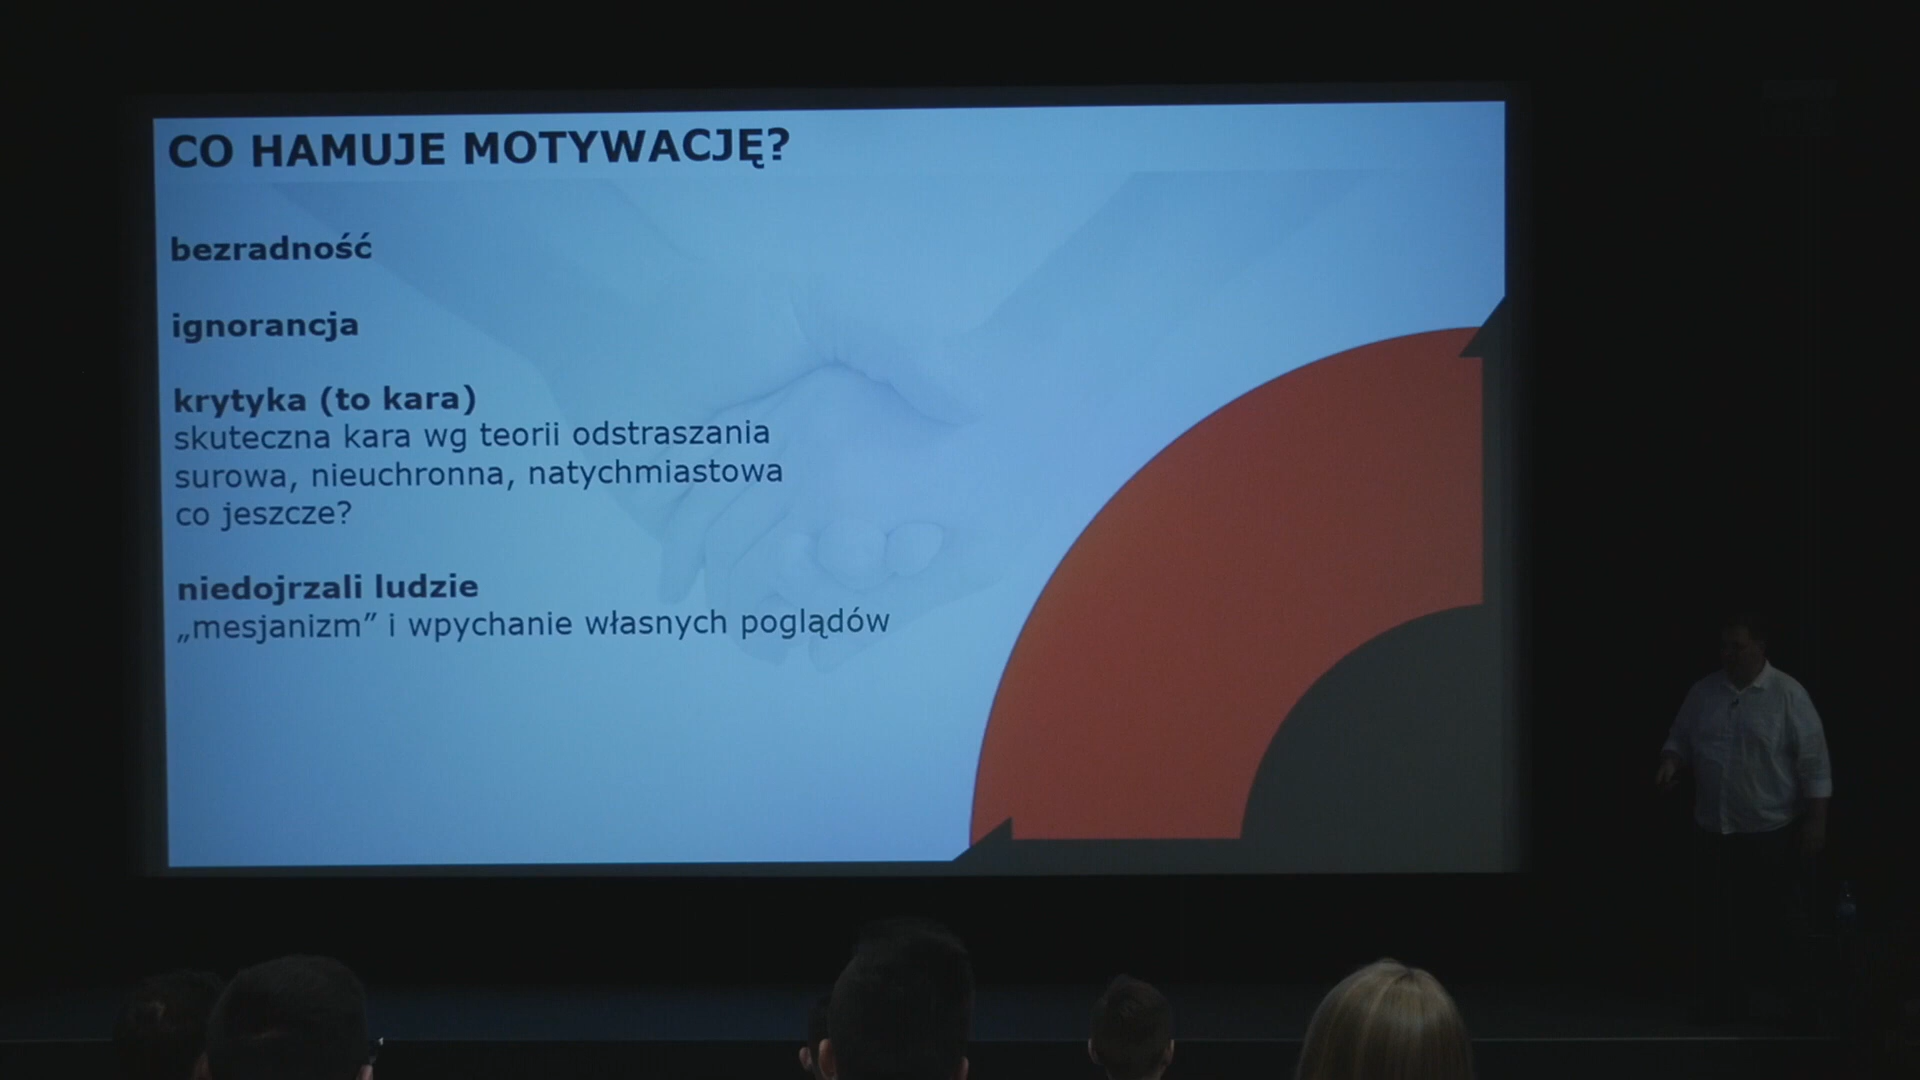 CO HAMUJE MOTYWACJĘ?
bezradność
ignorancja
krytyka (to kara)
skuteczna kara wg teorii odstraszania
surowa, nieuchronna, natychmiastowa
co jeszcze?
niedojrzali ludzie
„mesjanizm” i wpychanie własnych poglądów